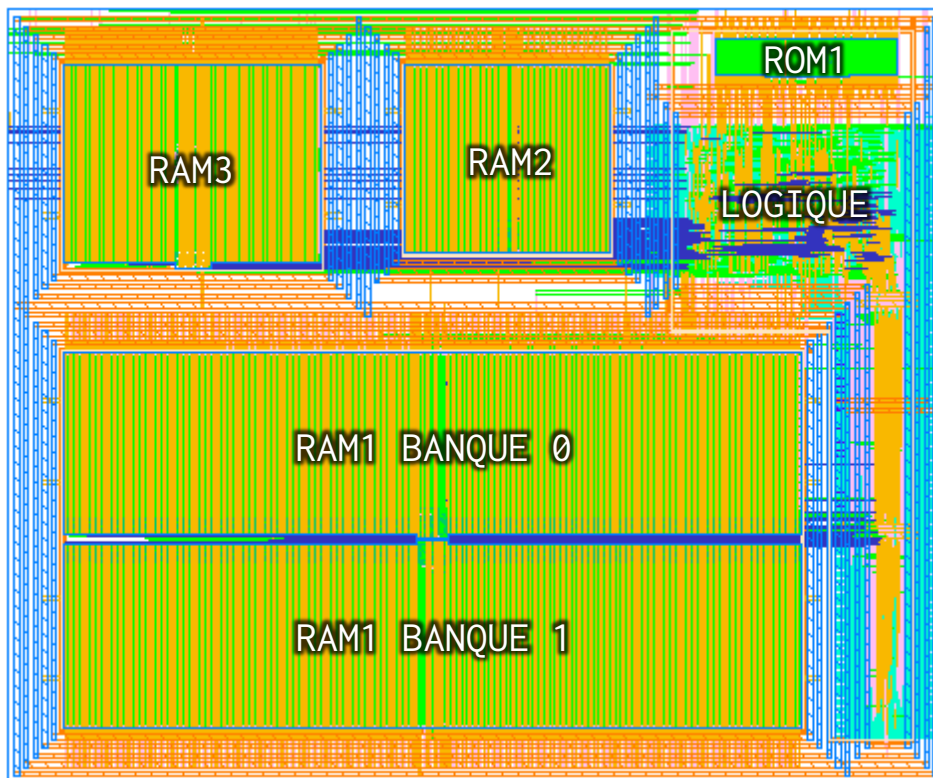 ROM1
RAM3
RAM2
LOGIQUE
RAM1 BANQUE 0
RAM1 BANQUE 1